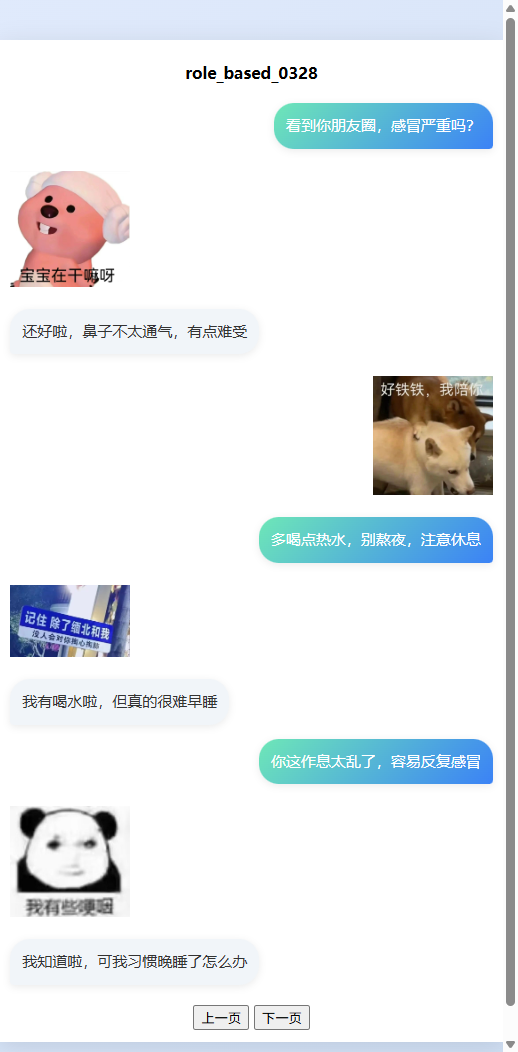 role_based_0328
看到你朋友圈，感冒严重吗？
宝宝在干嘛呀
还好啦，鼻子不太通气，有点难受
好铁铁，我陪你
多喝点热水，别熬夜，注意休息
记住 除了缅北和我
没人会对你掏心掏肺
我有喝水啦，但真的很难早睡
你这作息太乱了，容易反复感冒
我有些哽咽
我知道啦，可我习惯晚睡了怎么办
上一页 下一页